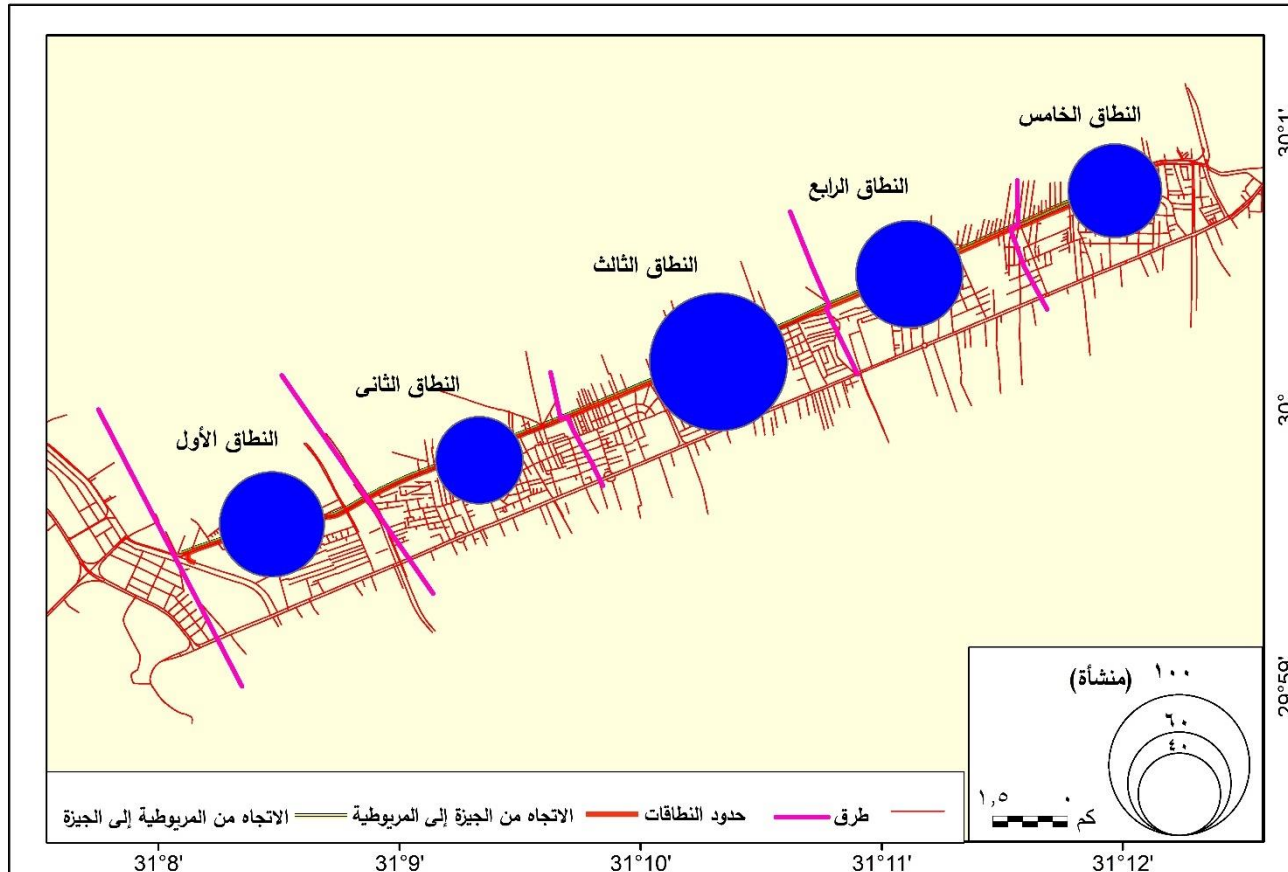 النطاق الخامس
النطاق الرابع
النطاق الثالث
النطاق الثانى
النطاق الأول
30°1'
30°
29°59'
(منشأة)
١٠٠
٦٠
٤٠
١,٥ ٠
كم
طرق
حدود النطاقات
الاتجاه من الجيزة إلى المريوطية
الاتجاه من المريوطية إلى الجيزة
31°8' 31°9' 31°10' 31°11' 31°12'